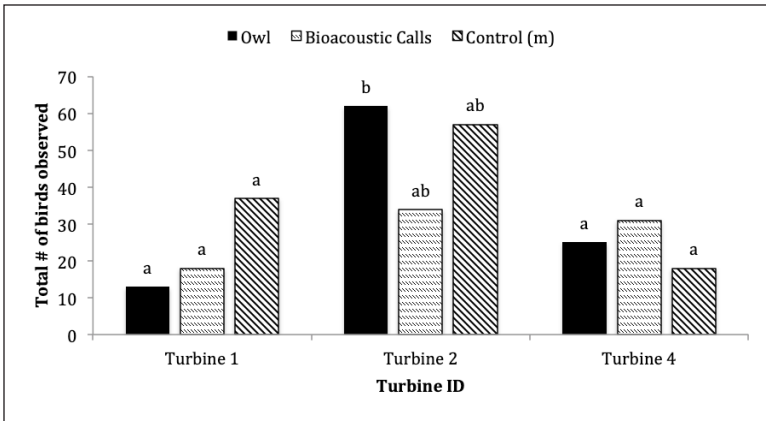 Owl Bioacoustic Calls Control (m)
70
60
50
40
30
20
10
0
Total # of birds observed
a
a
a
b
ab
ab
a
a
a
Turbine 1 Turbine 2 Turbine 4
Turbine ID